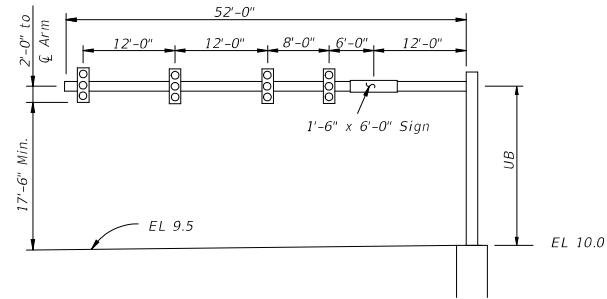 52'-0"
2'-0" to
℄ Arm
12'-0"
12'-0"
8'-0"
6'-0"
12'-0"
1'-6" x 6'-0" Sign
17'-6" Min.
UB
EL 9.5
EL 10.0